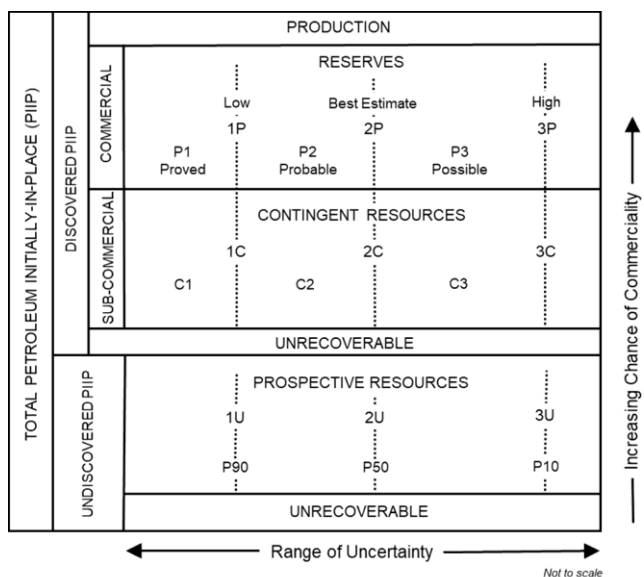 TOTAL PETROLEUM INITIALLY-IN-PLACE (PIIP)
DISCOVERED PIIP
COMMERCIAL
PRODUCTION
RESERVES
Low Best Estimate High
1P 2P 3P
P1 P2 P3
Proved Probable Possible
SUB-COMMERCIAL
CONTINGENT RESOURCES
1C 2C 3C
C1 C2 C3
UNRECOVERABLE
UNDISCOVERED PIIP
PROSPECTIVE RESOURCES
1U 2U 3U
P90 P50 P10
UNRECOVERABLE
Increasing Chance of Commerciality
Range of Uncertainty
Not to scale